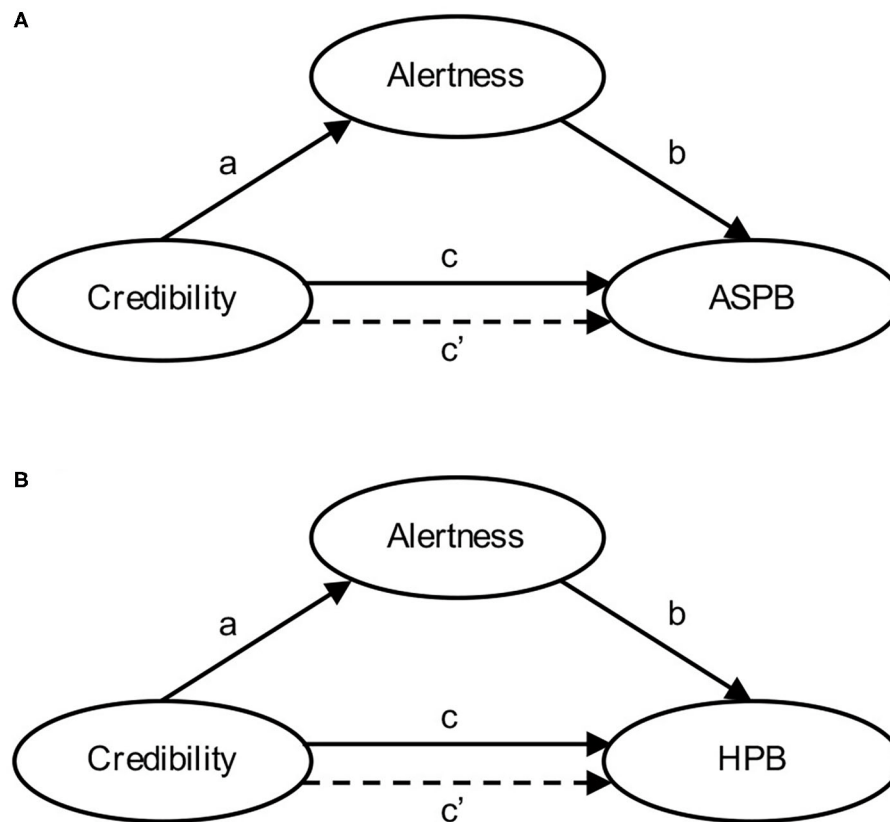 A
Alertness
a
b
c
Credibility
ASPB
c’
B
Alertness
a
b
c
Credibility
HPB
c’